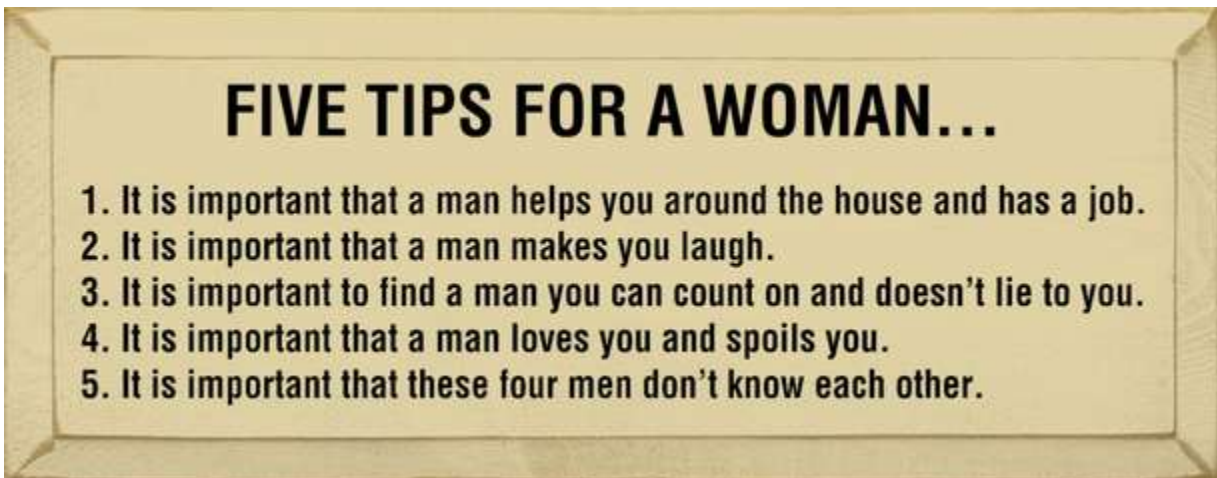 FIVE TIPS FOR A WOMAN...
1. It is important that a man helps you around the house and has a job.
2. It is important that a man makes you laugh.
3. It is important to find a man you can count on and doesn't lie to you.
4. It is important that a man loves you and spoils you.
5. It is important that these four men don't know each other.